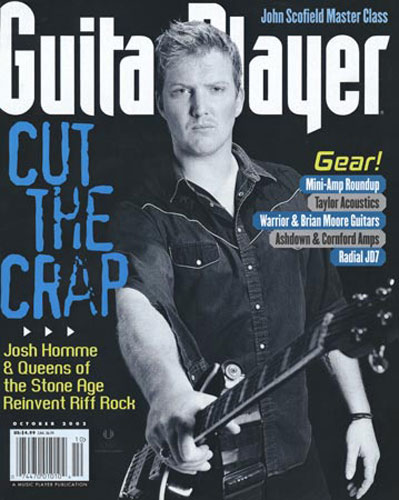 John Scofield Master Class
Guitar Player
CUT
THE
CRAP
Josh Homme
& Queens of
the Stone Age
Reinvent Riff Rock
Gear!
Mini-Amp Roundup
Taylor Acoustics
Warrior & Brian Moore Guitars
Ashdown & Cornford Amps
Radial JD7
OCTOBER 2002
A MUSIC PLAYER PUBLICATION